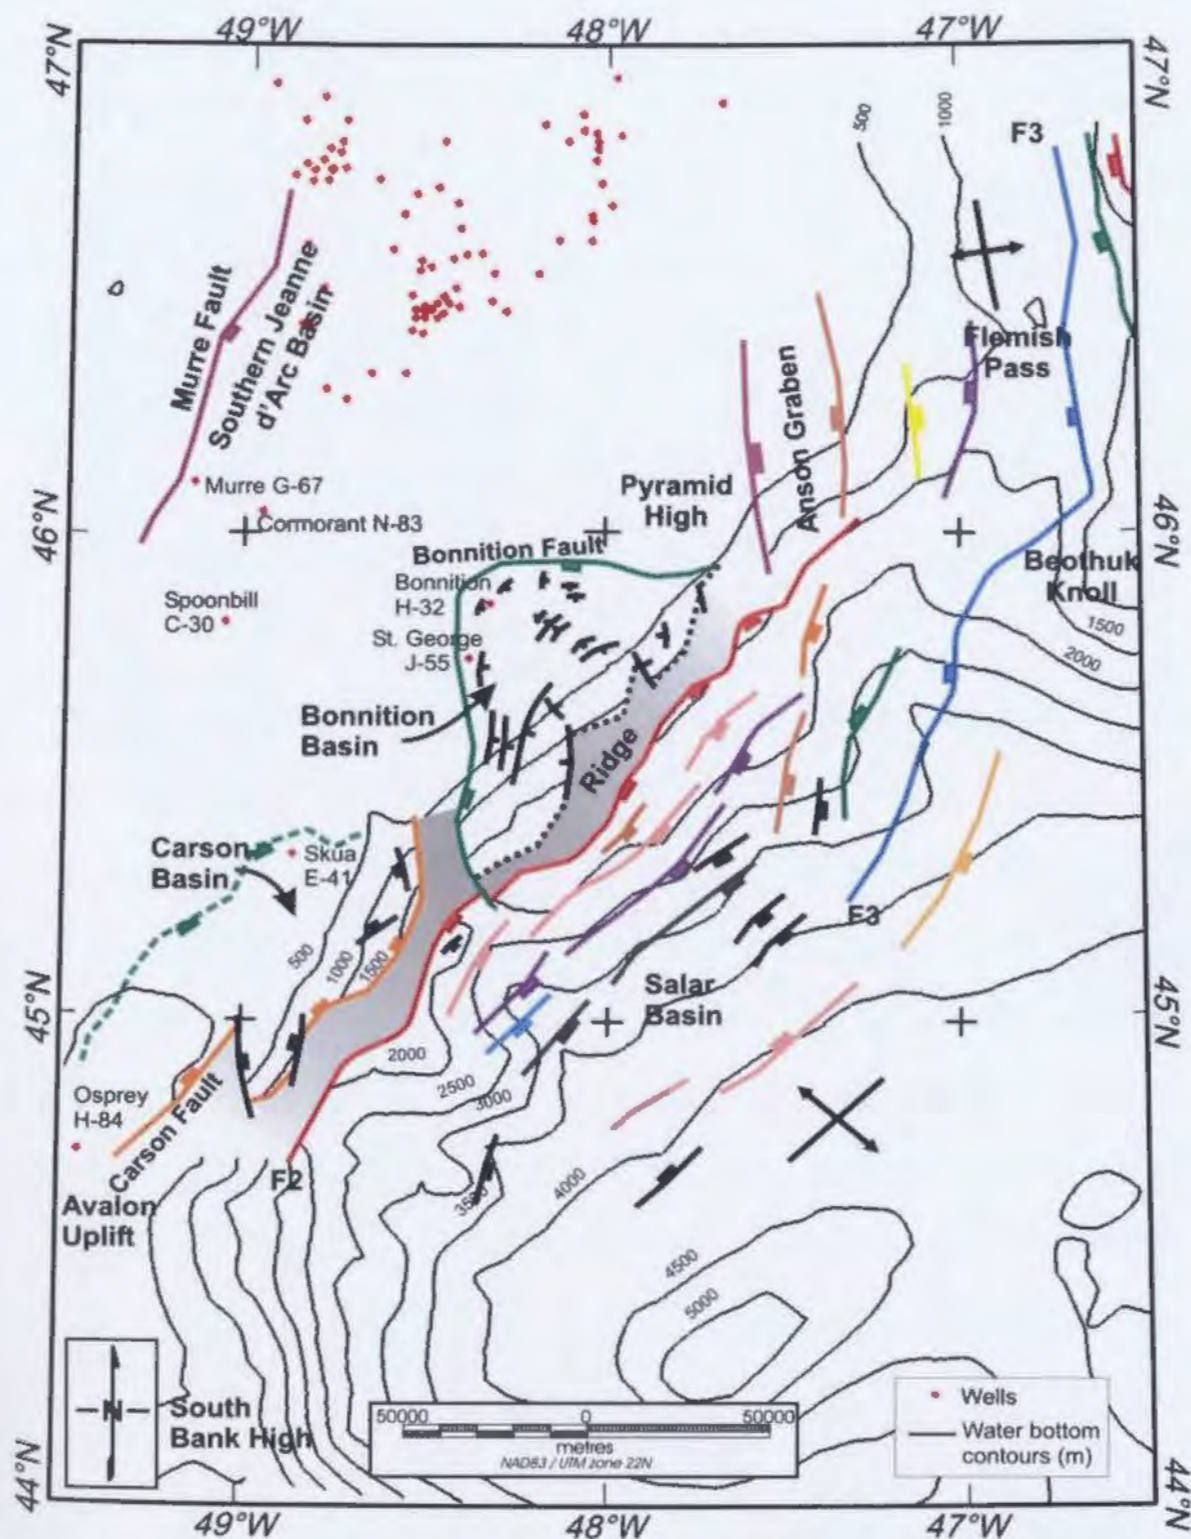 49°W
48°W
47°W
47°N
47°N
500
1000
F3
Murre Fault
Southern Jeanne
d'Arc Basin
Flemish
Pass
Anson Graben
Pyramid
High
Murre G-67
Cormorant N-83
46°N
46°N
Bonnition Fault
Bonnition
H-32
Beothuk
Knoll
Spoonbill
C-30
St. George
J-55
1500
2000
Bonnition
Basin
Ridge
Carson
Basin
Skua
E-41
F3
500
1000
1500
Salar
Basin
45°N
45°N
2000
2500
3000
Osprey
H-84
Carson Fault
F2
3500
4000
Avalon
Uplift
4500
5000
N
South
Bank High
50000
0
50000
metres
NAD83 / UTM zone 22N
Wells
Water bottom
contours (m)
44°N
44°N
49°W
48°W
47°W